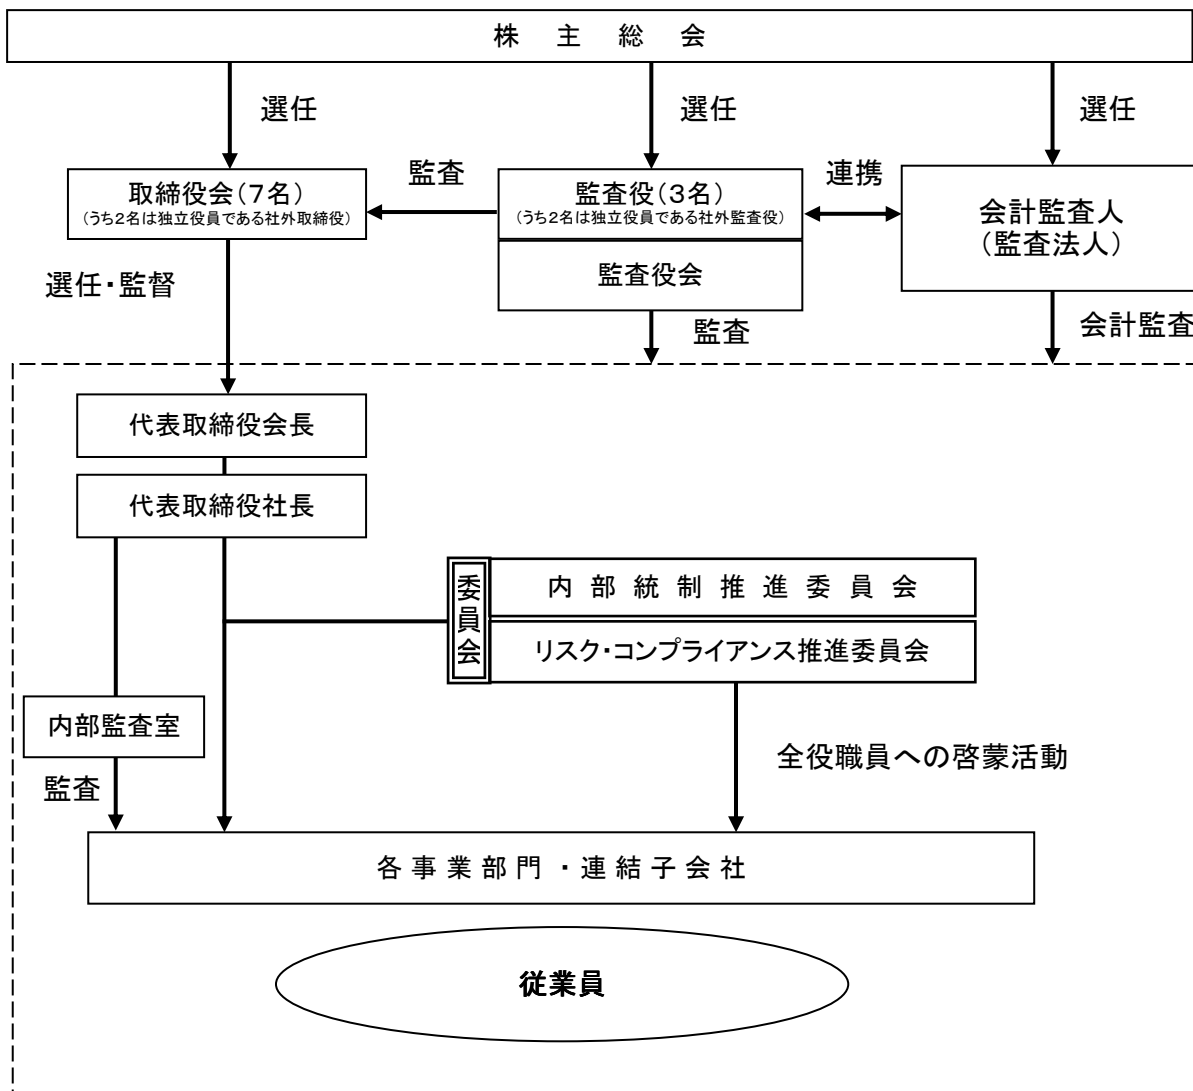 株主総会
選任
選任
選任
取締役会(7名)
(うち2名は独立役員である社外取締役)
監査
監査役(3名)
(うち2名は独立役員である社外監査役)
監査役会
連携
会計監査人
(監査法人)
選任・監督
監査
会計監査
代表取締役会長
代表取締役社長
委員会
内部統制推進委員会
リスク・コンプライアンス推進委員会
内部監査室
監査
全役職員への啓蒙活動
各事業部門・連結子会社
従業員